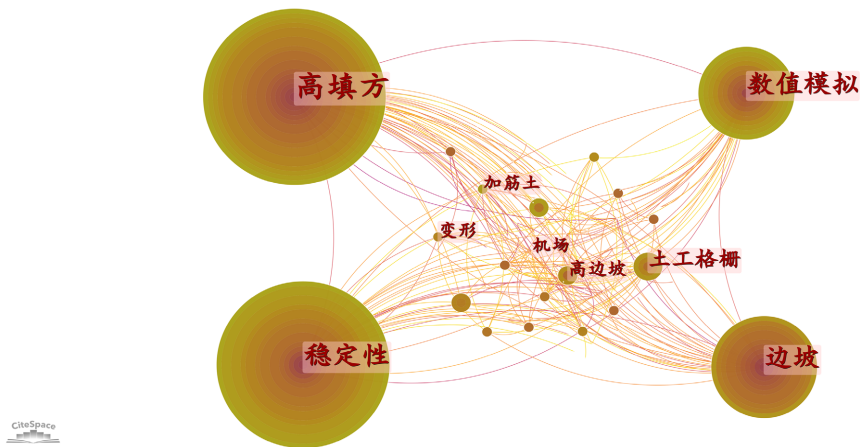 高填方
数值模拟
加筋土
变形
机场
土工格栅
高边坡
稳定性
边坡
CiteSpace